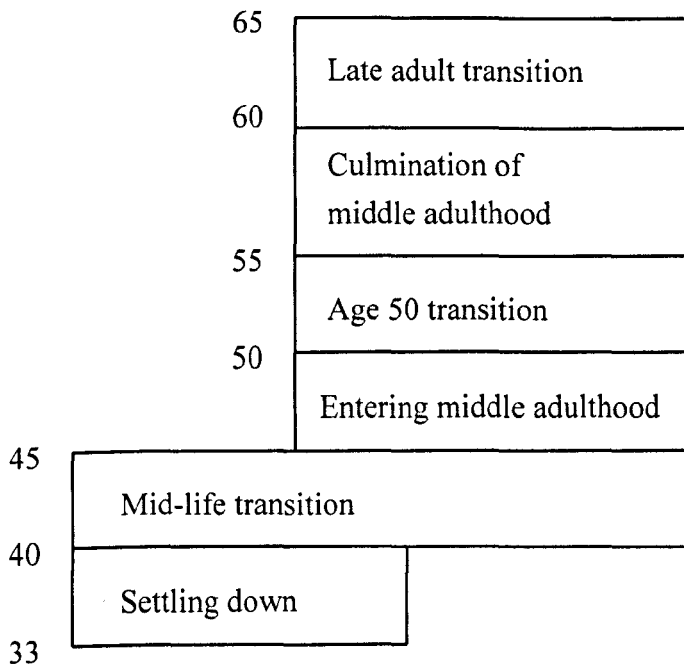 65
Late adult transition
60
Culmination of
middle adulthood
55
Age 50 transition
50
Entering middle adulthood
45
Mid-life transition
40
Settling down
33